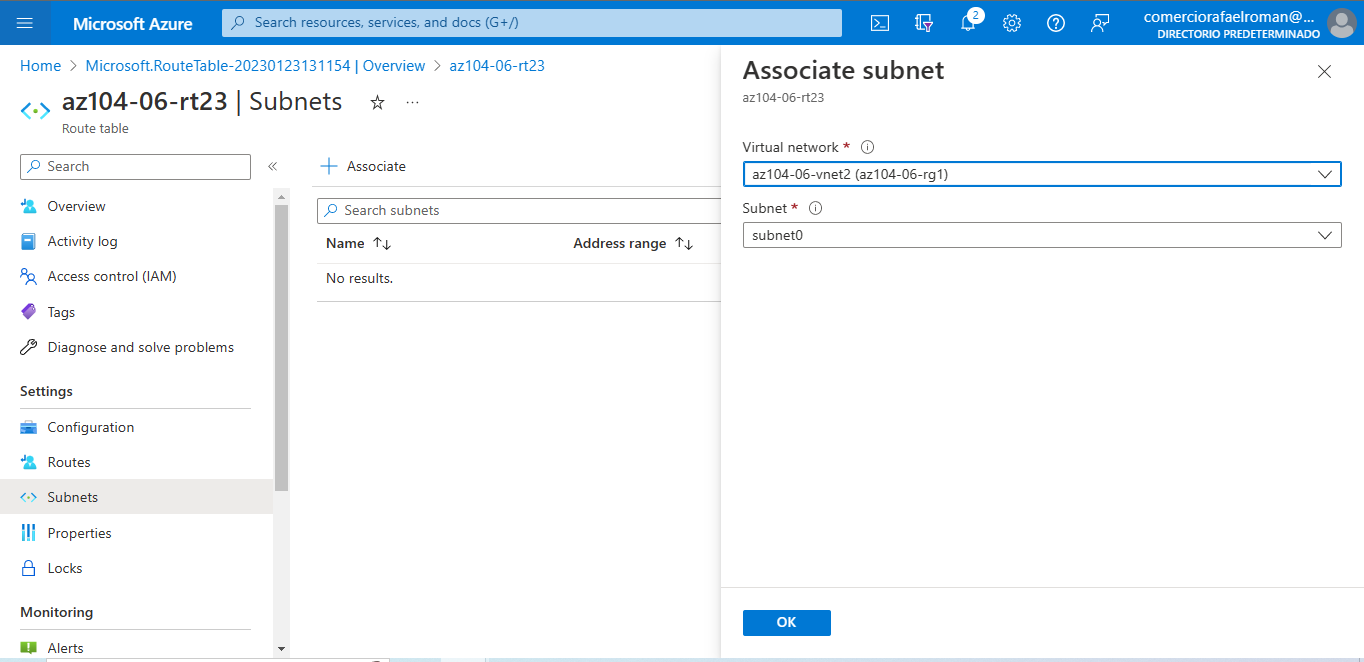 Microsoft Azure
Search resources, services, and docs (G+/)
2
comerciorafaelroman@...
DIRECTORIO PREDETERMINADO
Home > Microsoft.RouteTable-20230123131154 | Overview > az104-06-rt23
az104-06-rt23 | Subnets ...
Route table
Search
«
Overview
Activity log
Access control (IAM)
Tags
Diagnose and solve problems
Settings
Configuration
Routes
Subnets
Properties
Locks
Monitoring
Alerts
+ Associate
Search subnets
Name ↑↓ Address range ↑↓
No results.
Associate subnet
az104-06-rt23
Virtual network *
az104-06-vnet2 (az104-06-rg1)
Subnet *
subnet0
OK